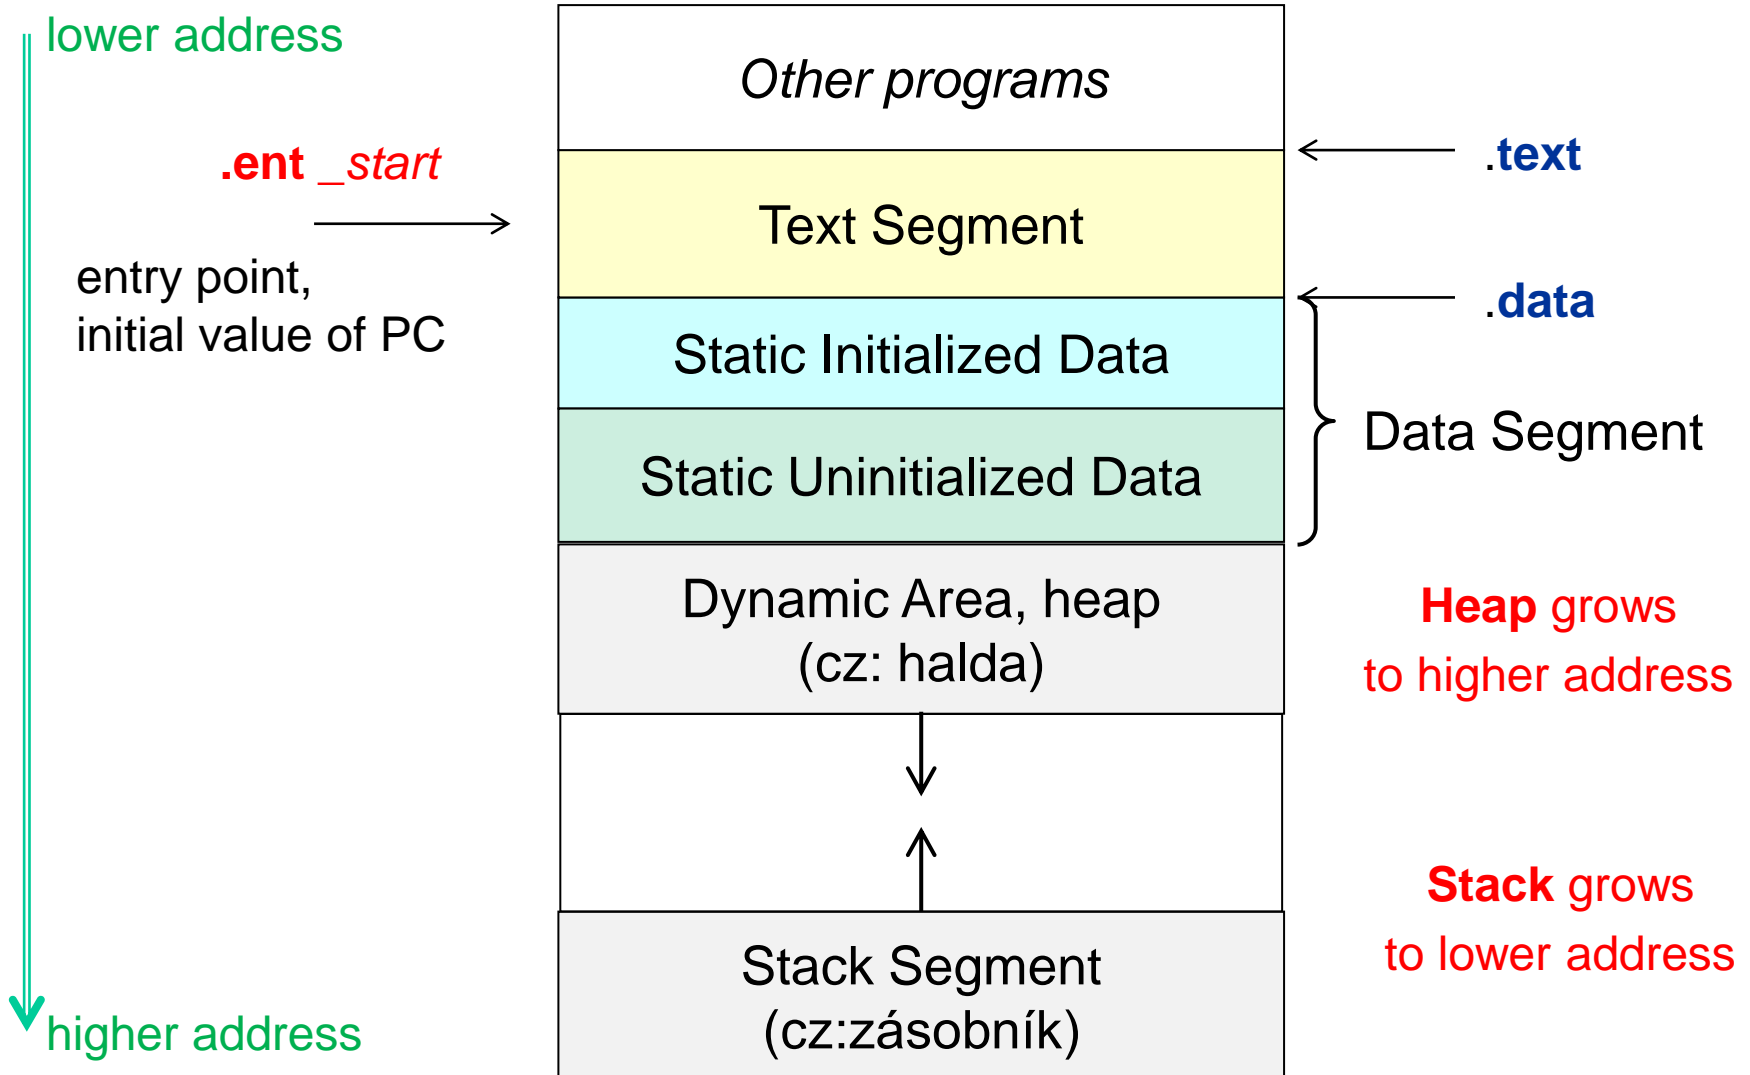 lower address
Other programs
.ent _start
.text
Text Segment
entry point,
initial value of PC
.data
Static Initialized Data
Data Segment
Static Uninitialized Data
Dynamic Area, heap
(cz: halda)
Heap grows
to higher address
Stack grows
to lower address
Stack Segment
(cz:zásobník)
higher address